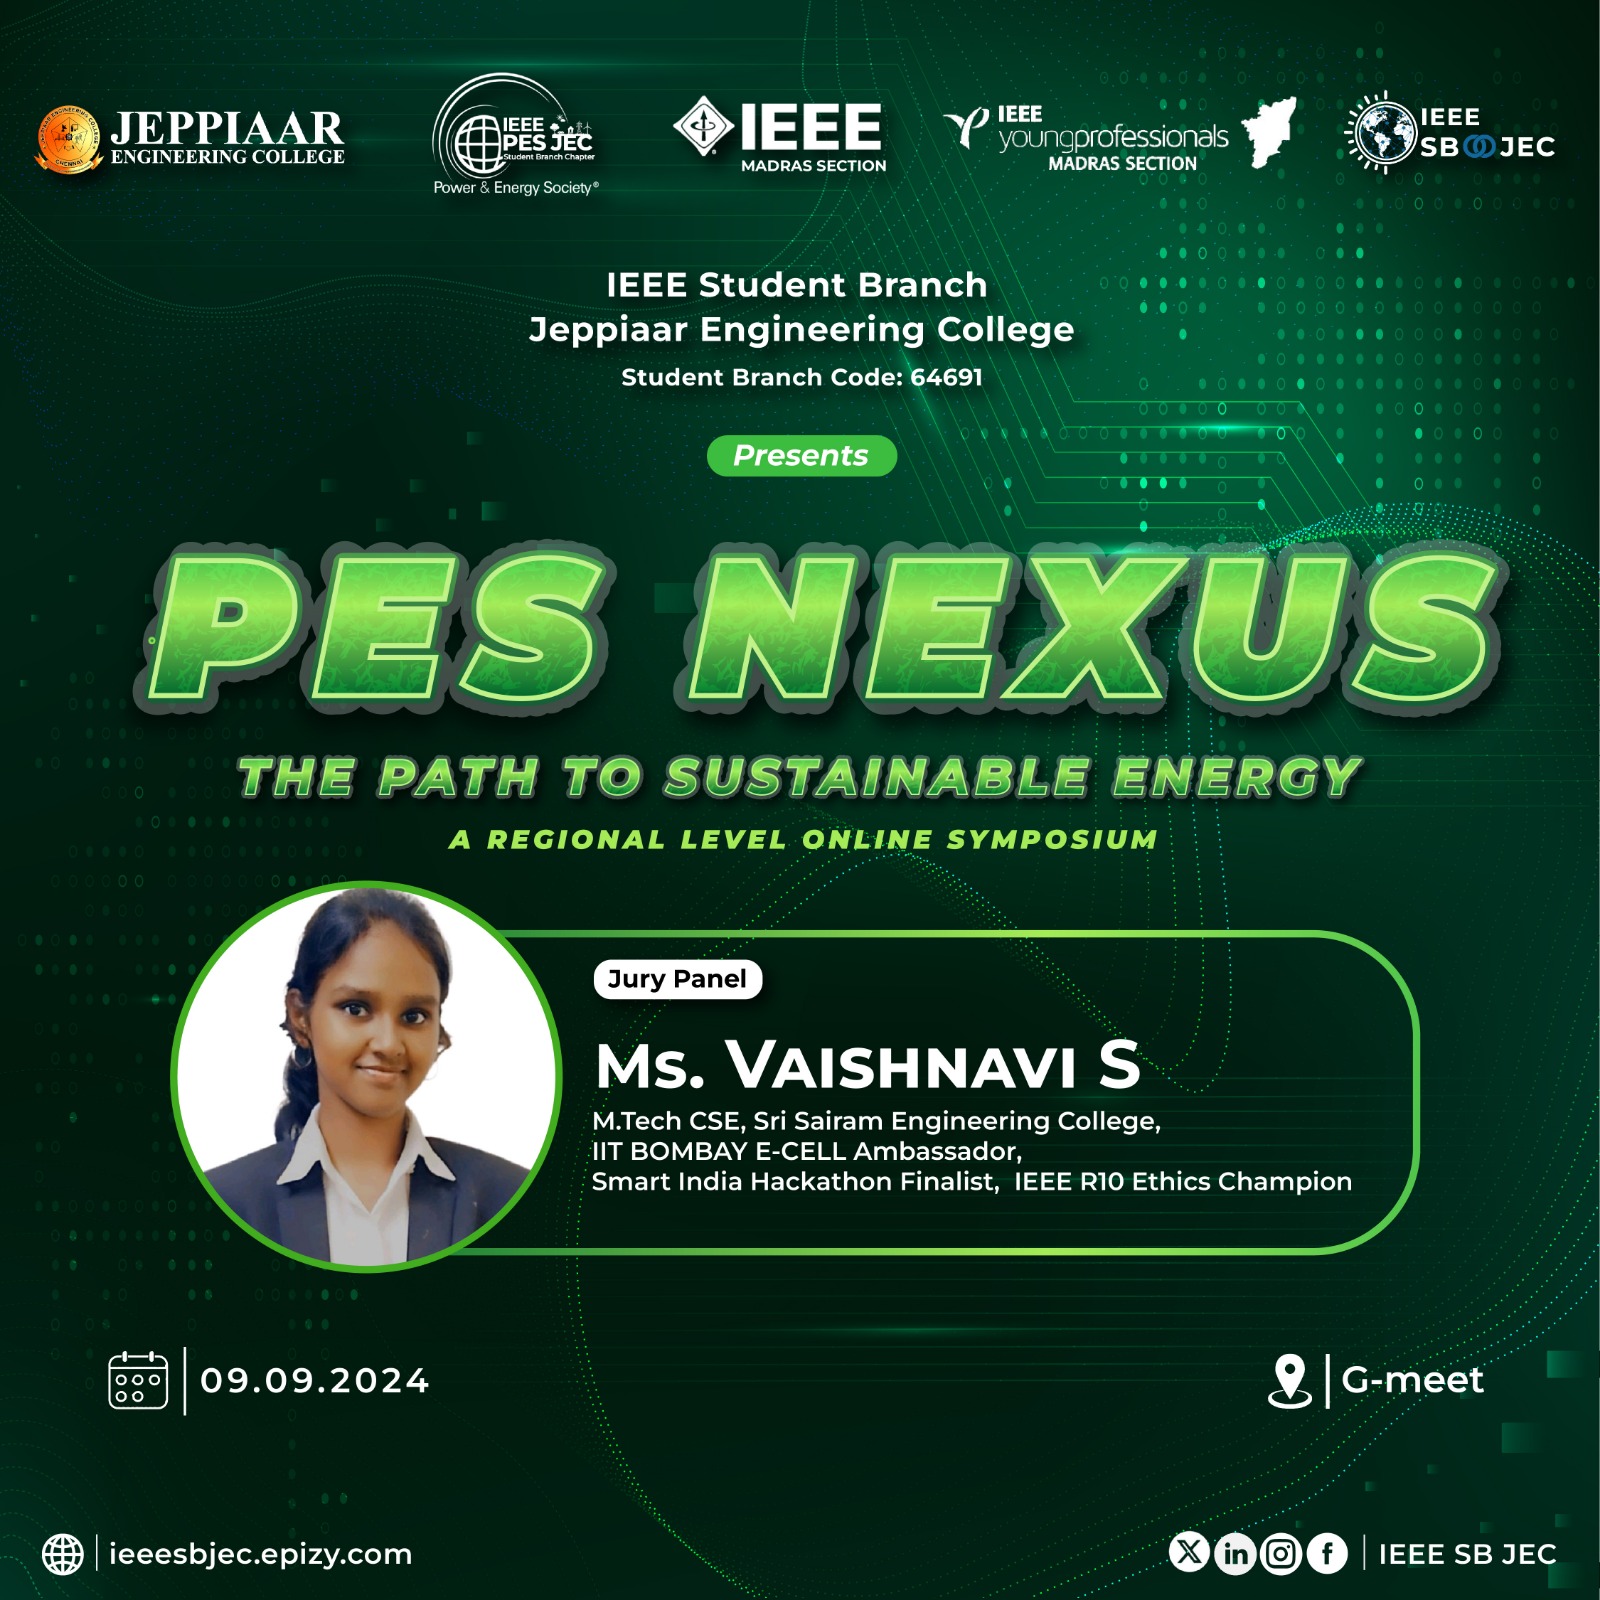 JEPPIAAR
ENGINEERING COLLEGE
IEEE
PES JEC
Student Branch Chapter
Power & Energy Society®
IEEE
MADRAS SECTION
IEEE
youngprofessionals
MADRAS SECTION
IEEE
SB JEC
IEEE Student Branch
Jeppiaar Engineering College
Student Branch Code: 64691
Presents
PES NEXUS
THE PATH TO SUSTAINABLE ENERGY
A REGIONAL LEVEL ONLINE SYMPOSIUM
Jury Panel
MS. VAISHNAVI S
M.Tech CSE, Sri Sairam Engineering College,
IIT BOMBAY E-CELL Ambassador,
Smart India Hackathon Finalist, IEEE R10 Ethics Champion
09.09.2024
G-meet
ieeesbjec.epizy.com
IEEE SB JEC